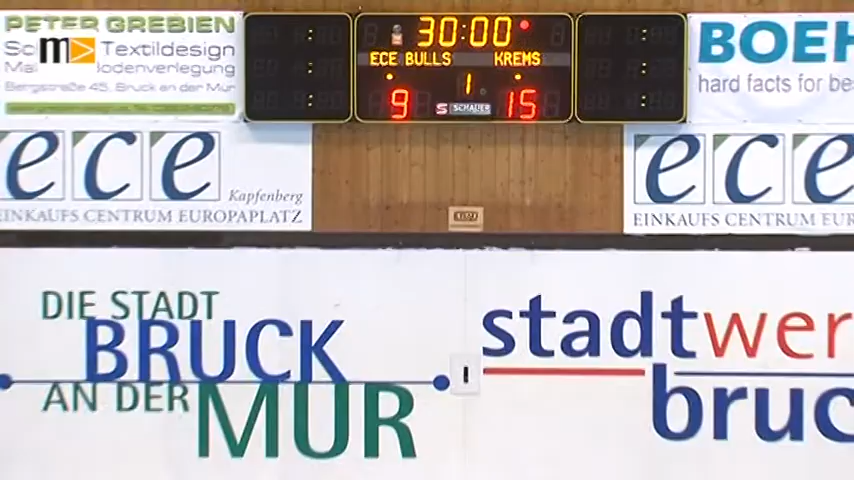 PETER GREBIEN
Textildesign
Bodenverlegung
Bergstraße 45, Bruck an der Mur
m
30:00
ECE BULLS KREMS
1
9 15
S SCHAUER
BOEH
hard facts for be
ece
Kapfenberg
EINKAUFS CENTRUM EUROPAPLATZ
ece
EINKAUFS CENTRUM EUR
DIE STADT
BRUCK
AN DER MUR
stadtwer
bruc